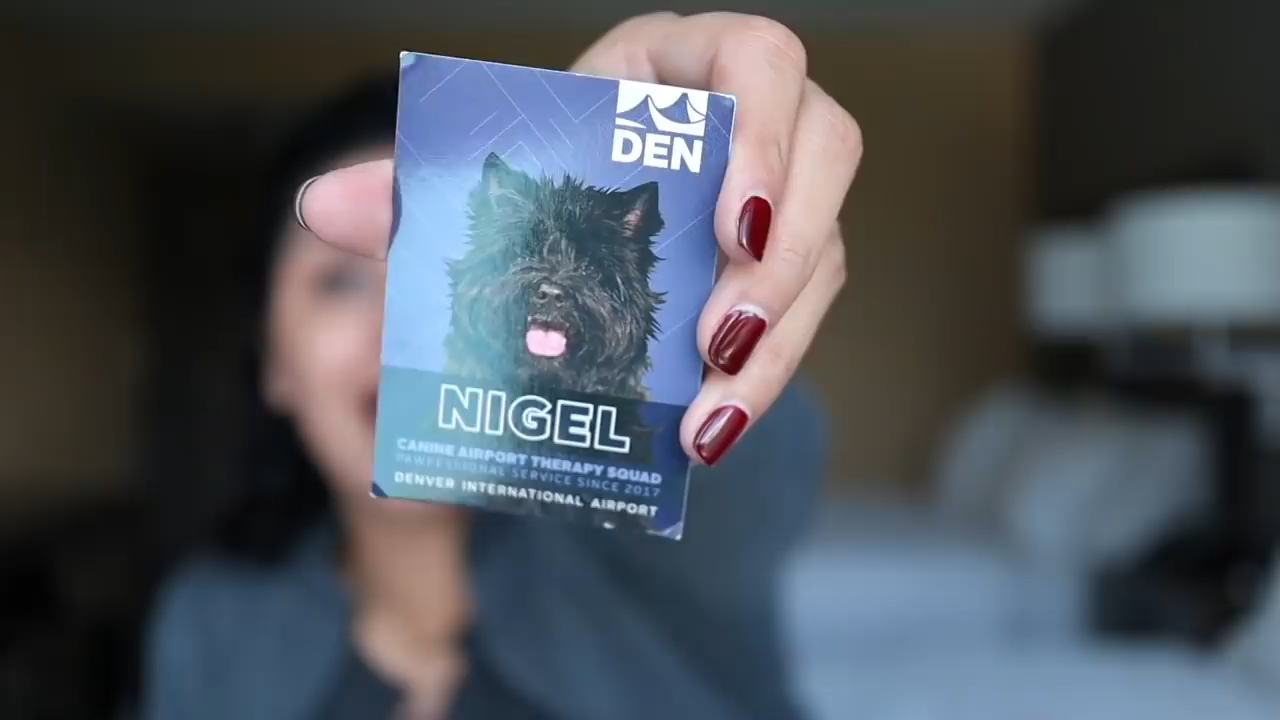 DEN
NIGEL
CANINE AIRPORT THERAPY SQUAD
PAWFESSIONAL SERVICE SINCE 2017
DENVER INTERNATIONAL AIRPORT